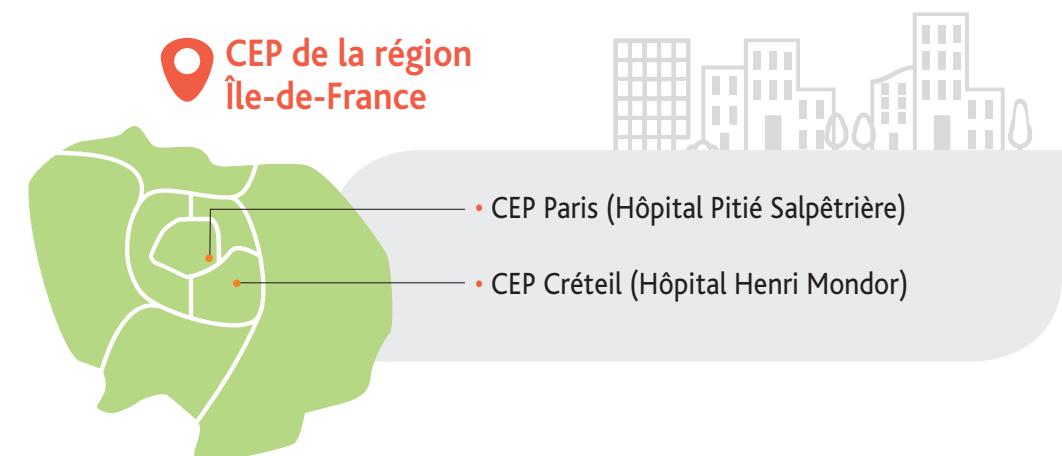 CEP de la région
Île-de-France
• CEP Paris (Hôpital Pitié Salpêtrière)
• CEP Créteil (Hôpital Henri Mondor)